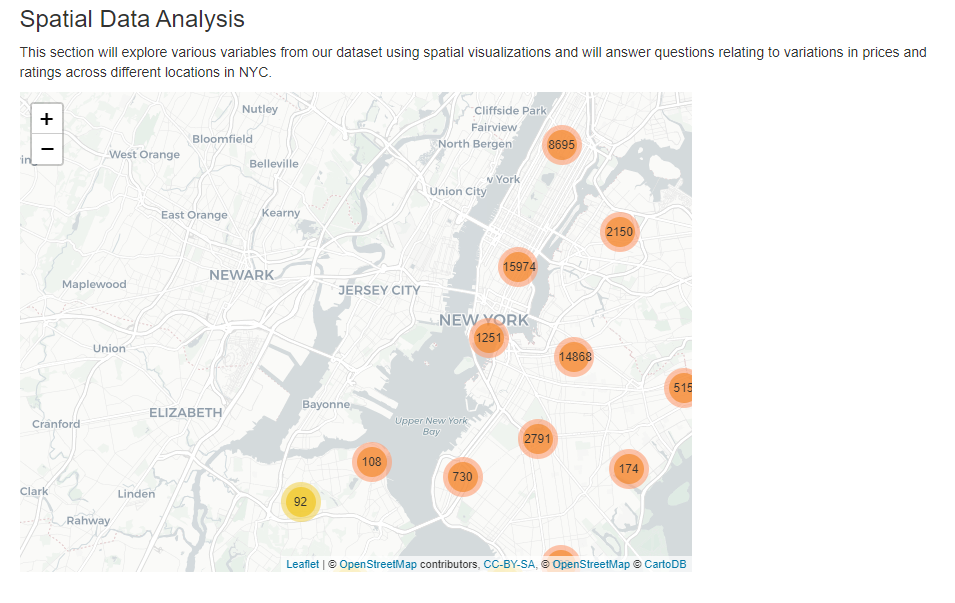 Spatial Data Analysis
This section will explore various variables from our dataset using spatial visualizations and will answer questions relating to variations in prices and
ratings across different locations in NYC.
+
−
Nutley
Cliffside Park
Fairview
Bloomfield
North Bergen
8695
West Orange
Belleville
w York
Union City
East Orange
Kearny
2150
15974
NEWARK
Maplewood
JERSEY CITY
NEW YORK
1251
Union
14868
515
Bayonne
ELIZABETH
Cranford
Upper New York
Bay
2791
108
174
730
Clark
Linden
92
Rahway
Leaflet | © OpenStreetMap contributors, CC-BY-SA, © OpenStreetMap © CartoDB